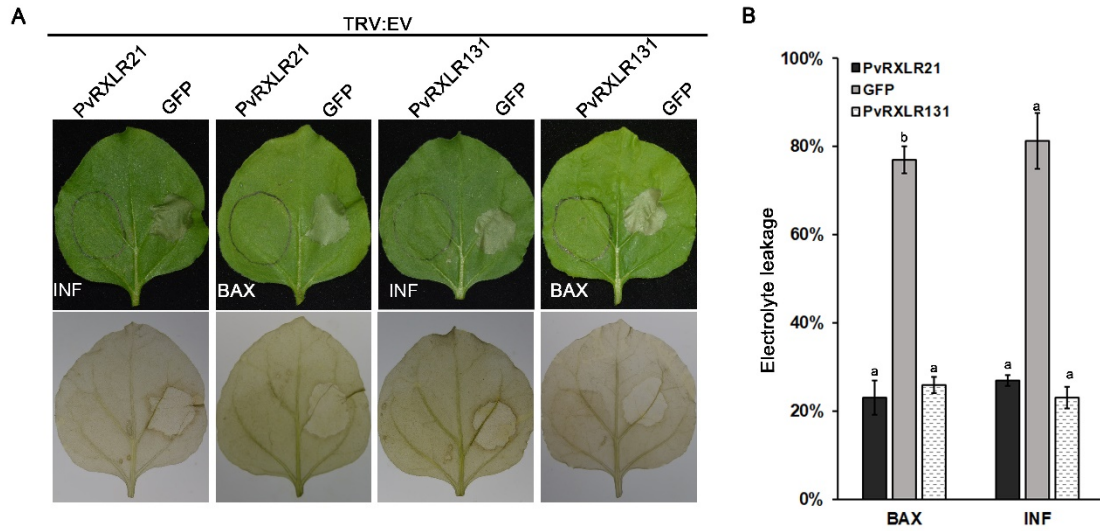 A
TRV:EV
PvRXLR21 GFP PvRXLR21 GFP PvRXLR131 GFP PvRXLR131 GFP
INF BAX INF BAX
B
100%
80%
60%
40%
20%
0%
Electrolyte leakage
PvRXLR21
GFP
PvRXLR131
a b a a a a
BAX INF